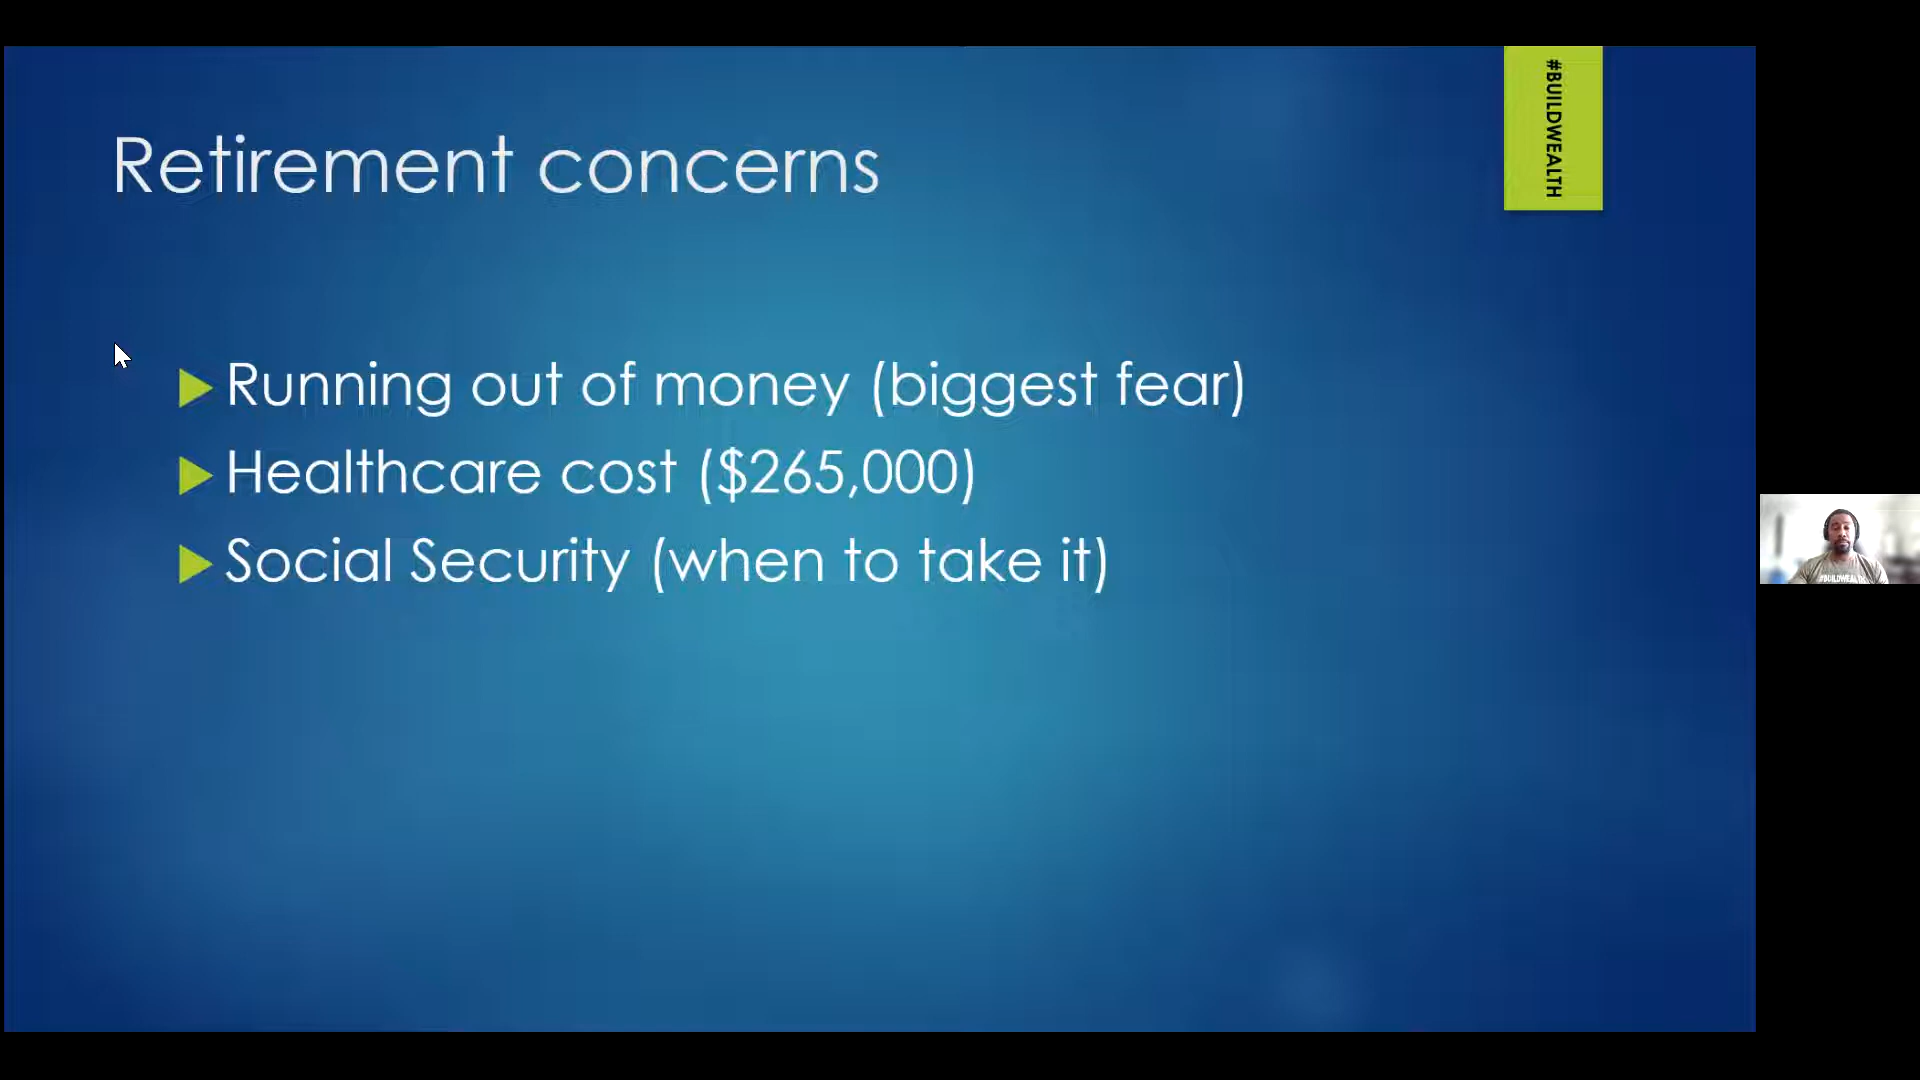 #BUILDWEALTH
Retirement concerns
Running out of money (biggest fear)
Healthcare cost ($265,000)
Social Security (when to take it)
#BUILDWEALTH